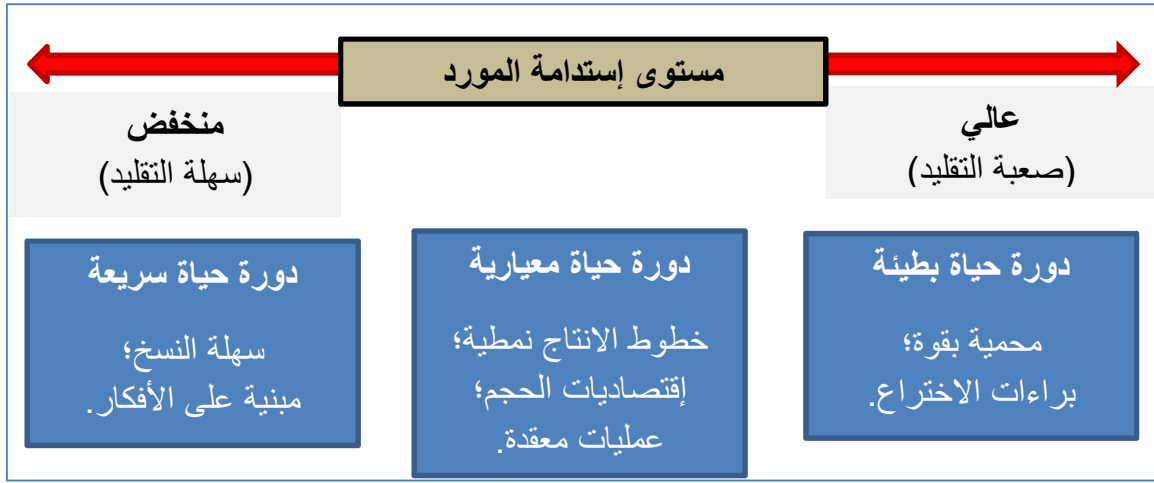 مستوى إستدامة المورد
عالي
(صعبة التقليد)
منخفض
(سهلة التقليد)
دورة حياة بطيئة
محمية بقوة؛
براءات الاختراع.
دورة حياة معيارية
خطوط الانتاج نمطية؛
إقتصاديات الحجم؛
عمليات معقدة.
دورة حياة سريعة
سهلة النسخ؛
مبنية على الأفكار.